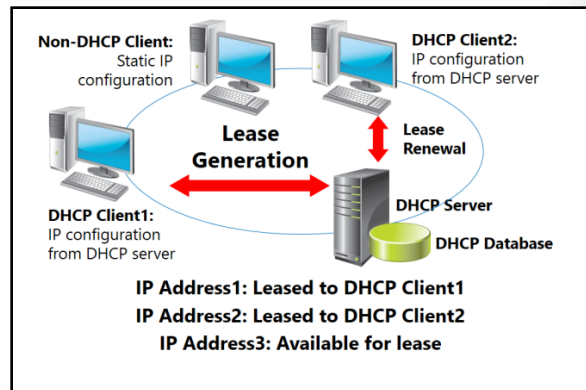 Non-DHCP Client:
Static IP
configuration
DHCP Client2:
IP configuration
from DHCP server
Lease
Generation
Lease
Renewal
DHCP Client1:
IP configuration
from DHCP server
DHCP Server
DHCP Database
IP Address1: Leased to DHCP Client1
IP Address2: Leased to DHCP Client2
IP Address3: Available for lease